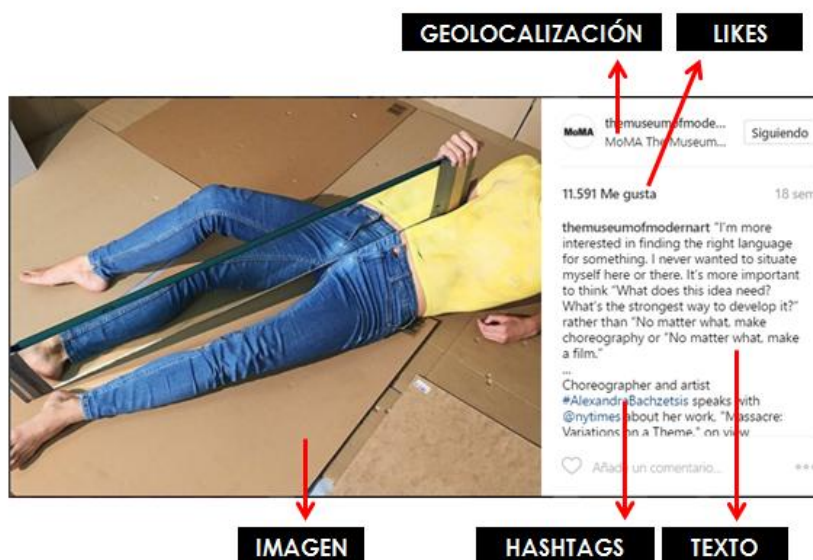 GEOLOCALIZACIÓN LIKES
MoMA themuseumofmode... Siguiendo
MoMA The Museum...
11.591 Me gusta 18 sem
themuseumofmodernart "I'm more
interested in finding the right language
for something. I never wanted to situate
myself here or there. It's more important
to think "What does this idea need?
What's the strongest way to develop it?"
rather than "No matter what, make
choreography or "No matter what, make
a film."
...
Choreographer and artist
#AlexandraBachzetsis speaks with
@nytimes about her work, "Massacre:
Variations on a Theme," on view
Añade un comentario...
IMAGEN HASHTAGS TEXTO